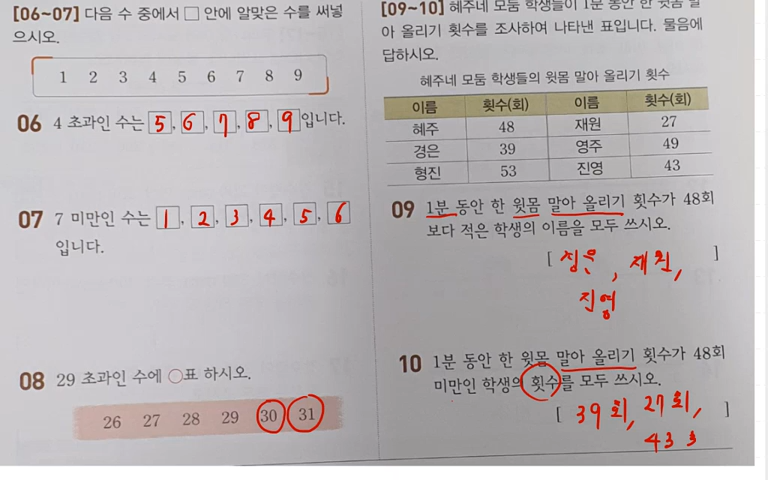 [06~07] 다음 수 중에서 □ 안에 알맞은 수를 써넣
으시오.
1 2 3 4 5 6 7 8 9
06 4 초과인 수는 5, 6, 7, 8, 9입니다.
07 7 미만인 수는 1, 2, 3, 4, 5, 6
입니다.
08 29 초과인 수에 ○표 하시오.
26 27 28 29 30 31
[09~10] 혜주네 모둠 학생들이 1분 동안 한 윗몸 말
아 올리기 횟수를 조사하여 나타낸 표입니다. 물음에
답하시오.
혜주네 모둠 학생들의 윗몸 말아 올리기 횟수
이름 횟수(회) 이름 횟수(회)
혜주 48 재원 27
경은 39 영주 49
형진 53 진영 43
09 1분 동안 한 윗몸 말아 올리기 횟수가 48회
보다 적은 학생의 이름을 모두 쓰시오.
[ 경은, 재원, ]
진영
10 1분 동안 한 윗몸 말아 올리기 횟수가 48회
미만인 학생의 횟수를 모두 쓰시오.
[ 39회, 27회, ]
43회